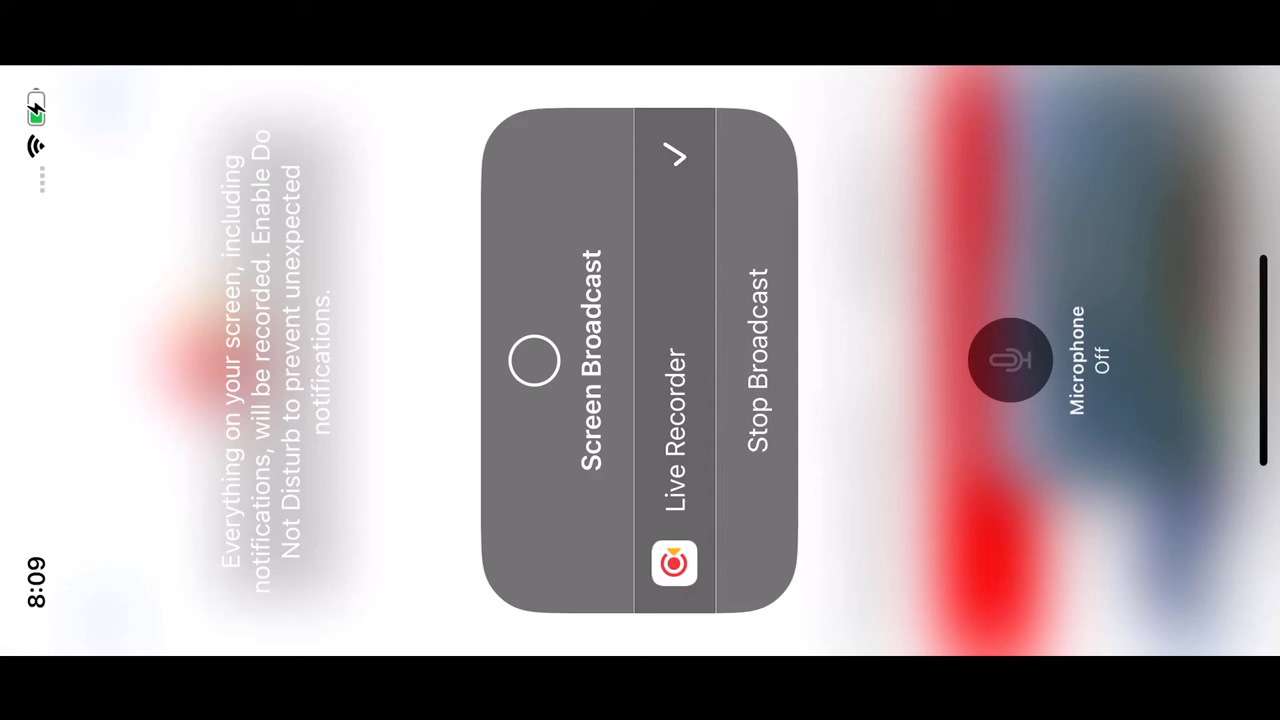 8:09
Everything on your screen, including
notifications, will be recorded. Enable Do
Not Disturb to prevent unexpected
notifications.
Screen Broadcast
Live Recorder
Stop Broadcast
Microphone
Off